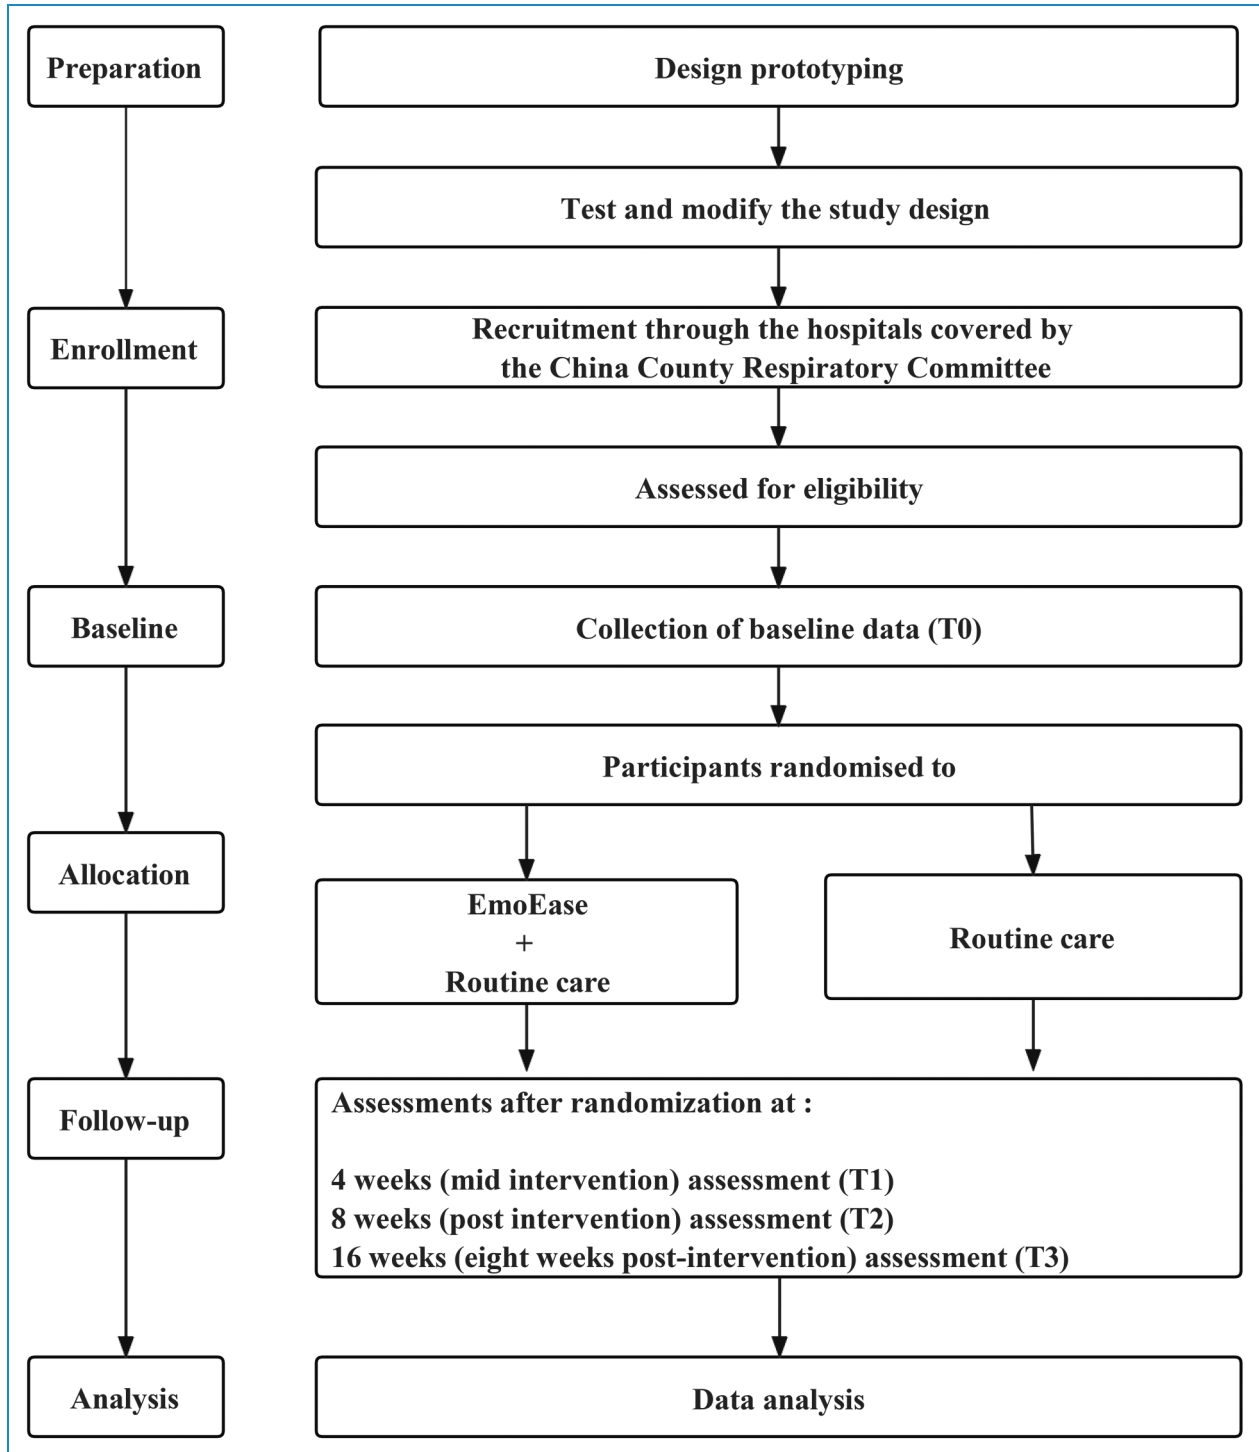 Preparation
Design prototyping
Test and modify the study design
Enrollment
Recruitment through the hospitals covered by
the China County Respiratory Committee
Assessed for eligibility
Baseline
Collection of baseline data (T0)
Participants randomised to
Allocation
EmoEase
+
Routine care
Routine care
Follow-up
Assessments after randomization at :
4 weeks (mid intervention) assessment (T1)
8 weeks (post intervention) assessment (T2)
16 weeks (eight weeks post-intervention) assessment (T3)
Analysis
Data analysis